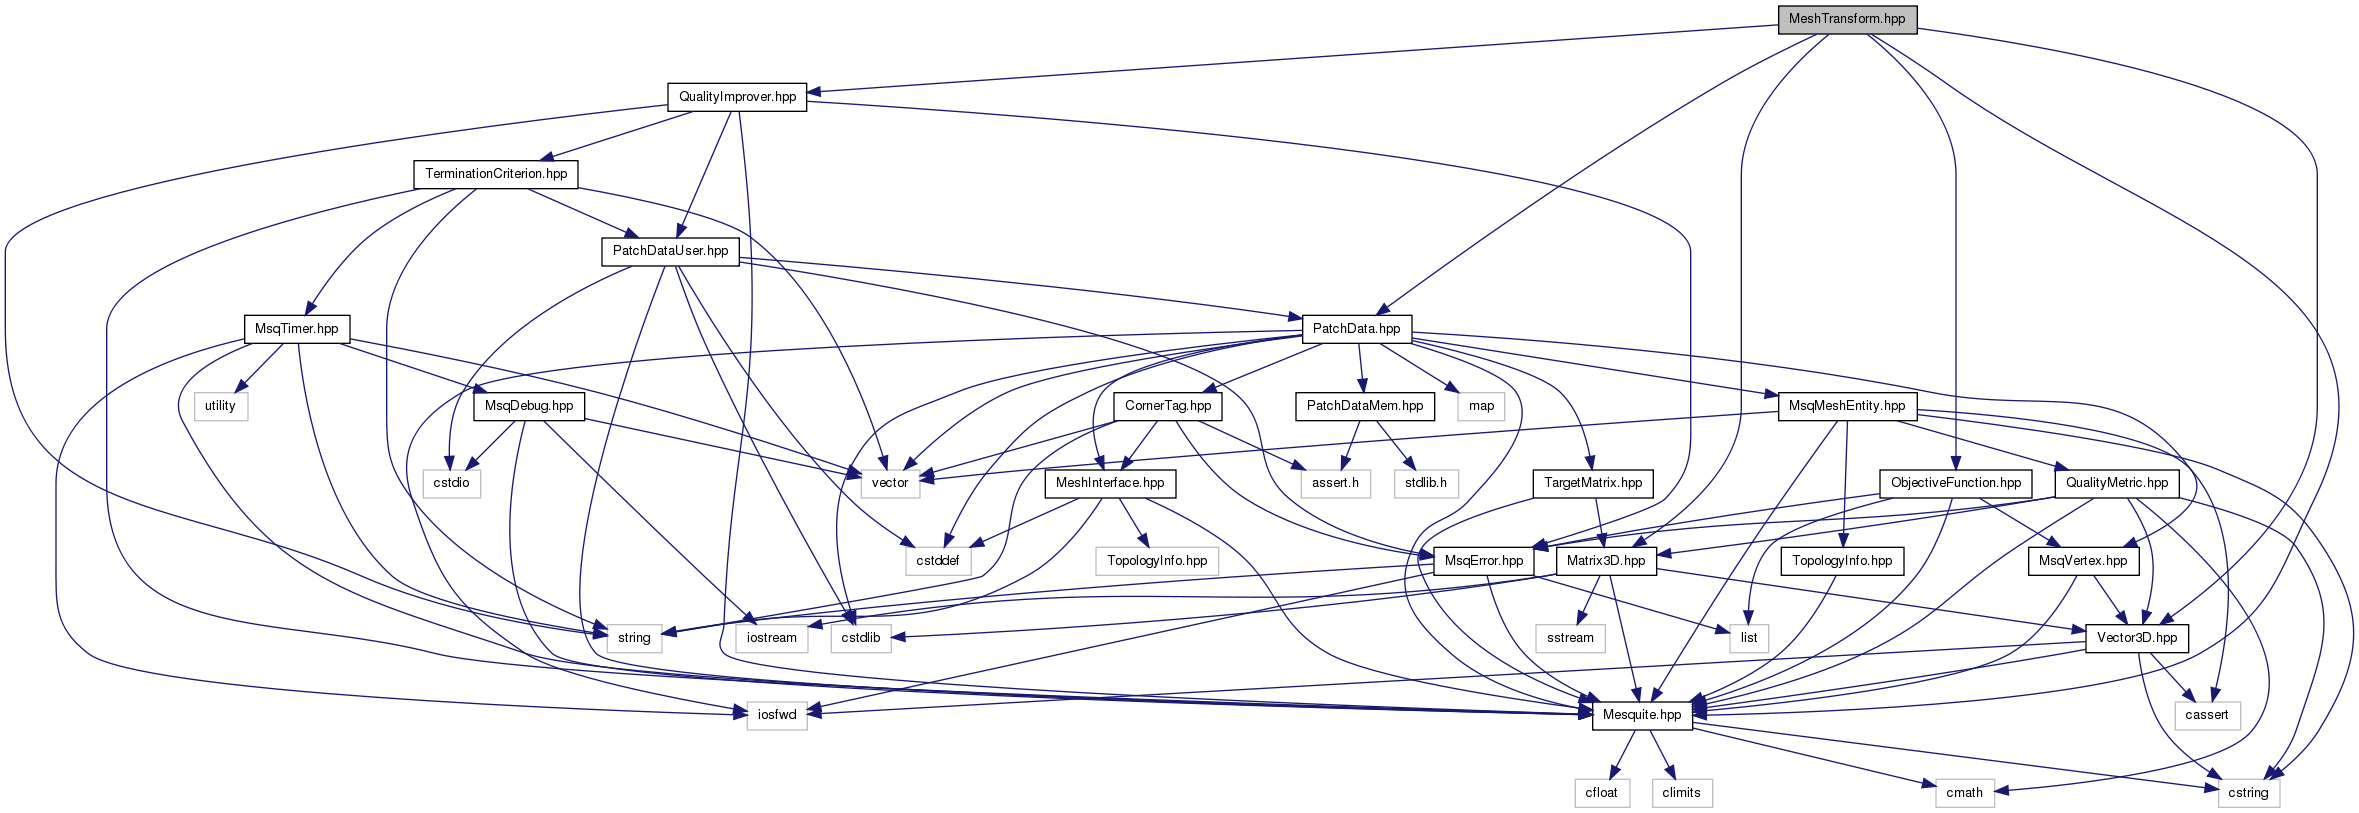 MeshTransform.hpp
QualityImprover.hpp
TerminationCriterion.hpp
PatchDataUser.hpp
MsqTimer.hpp
PatchData.hpp
utility
MsqDebug.hpp
CornerTag.hpp
PatchDataMem.hpp
map
MsqMeshEntity.hpp
cstdio
vector
MeshInterface.hpp
assert.h
stdlib.h
TargetMatrix.hpp
ObjectiveFunction.hpp
QualityMetric.hpp
cstddef
TopologyInfo.hpp
MsqError.hpp
Matrix3D.hpp
TopologyInfo.hpp
MsqVertex.hpp
string
iostream
cstdlib
sstream
list
Vector3D.hpp
iosfwd
Mesquite.hpp
cassert
cfloat
climits
cmath
cstring